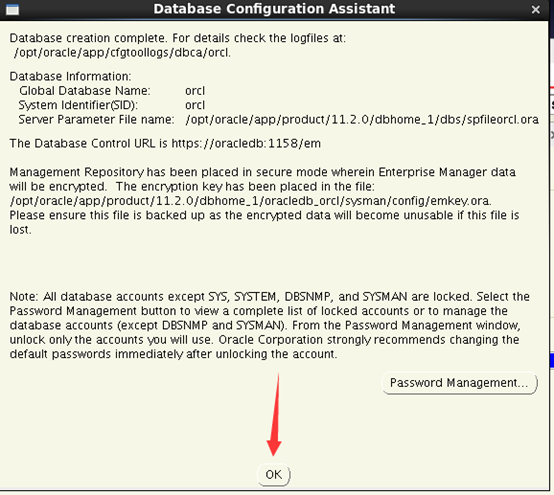 Database Configuration Assistant
Database creation complete. For details check the logfiles at:
/opt/oracle/app/cfgtoollogs/dbca/orcl.
Database Information:
Global Database Name: orcl
System Identifier(SID): orcl
Server Parameter File name: /opt/oracle/app/product/11.2.0/dbhome_1/dbs/spfileorcl.ora
The Database Control URL is https://oracledb:1158/em
Management Repository has been placed in secure mode wherein Enterprise Manager data
will be encrypted. The encryption key has been placed in the file:
/opt/oracle/app/product/11.2.0/dbhome_1/oracledb_orcl/sysman/config/emkey.ora.
Please ensure this file is backed up as the encrypted data will become unusable if this file is
lost.
Note: All database accounts except SYS, SYSTEM, DBSNMP, and SYSMAN are locked. Select the
Password Management button to view a complete list of locked accounts or to manage the
database accounts (except DBSNMP and SYSMAN). From the Password Management window,
unlock only the accounts you will use. Oracle Corporation strongly recommends changing the
default passwords immediately after unlocking the account.
Password Management...
OK